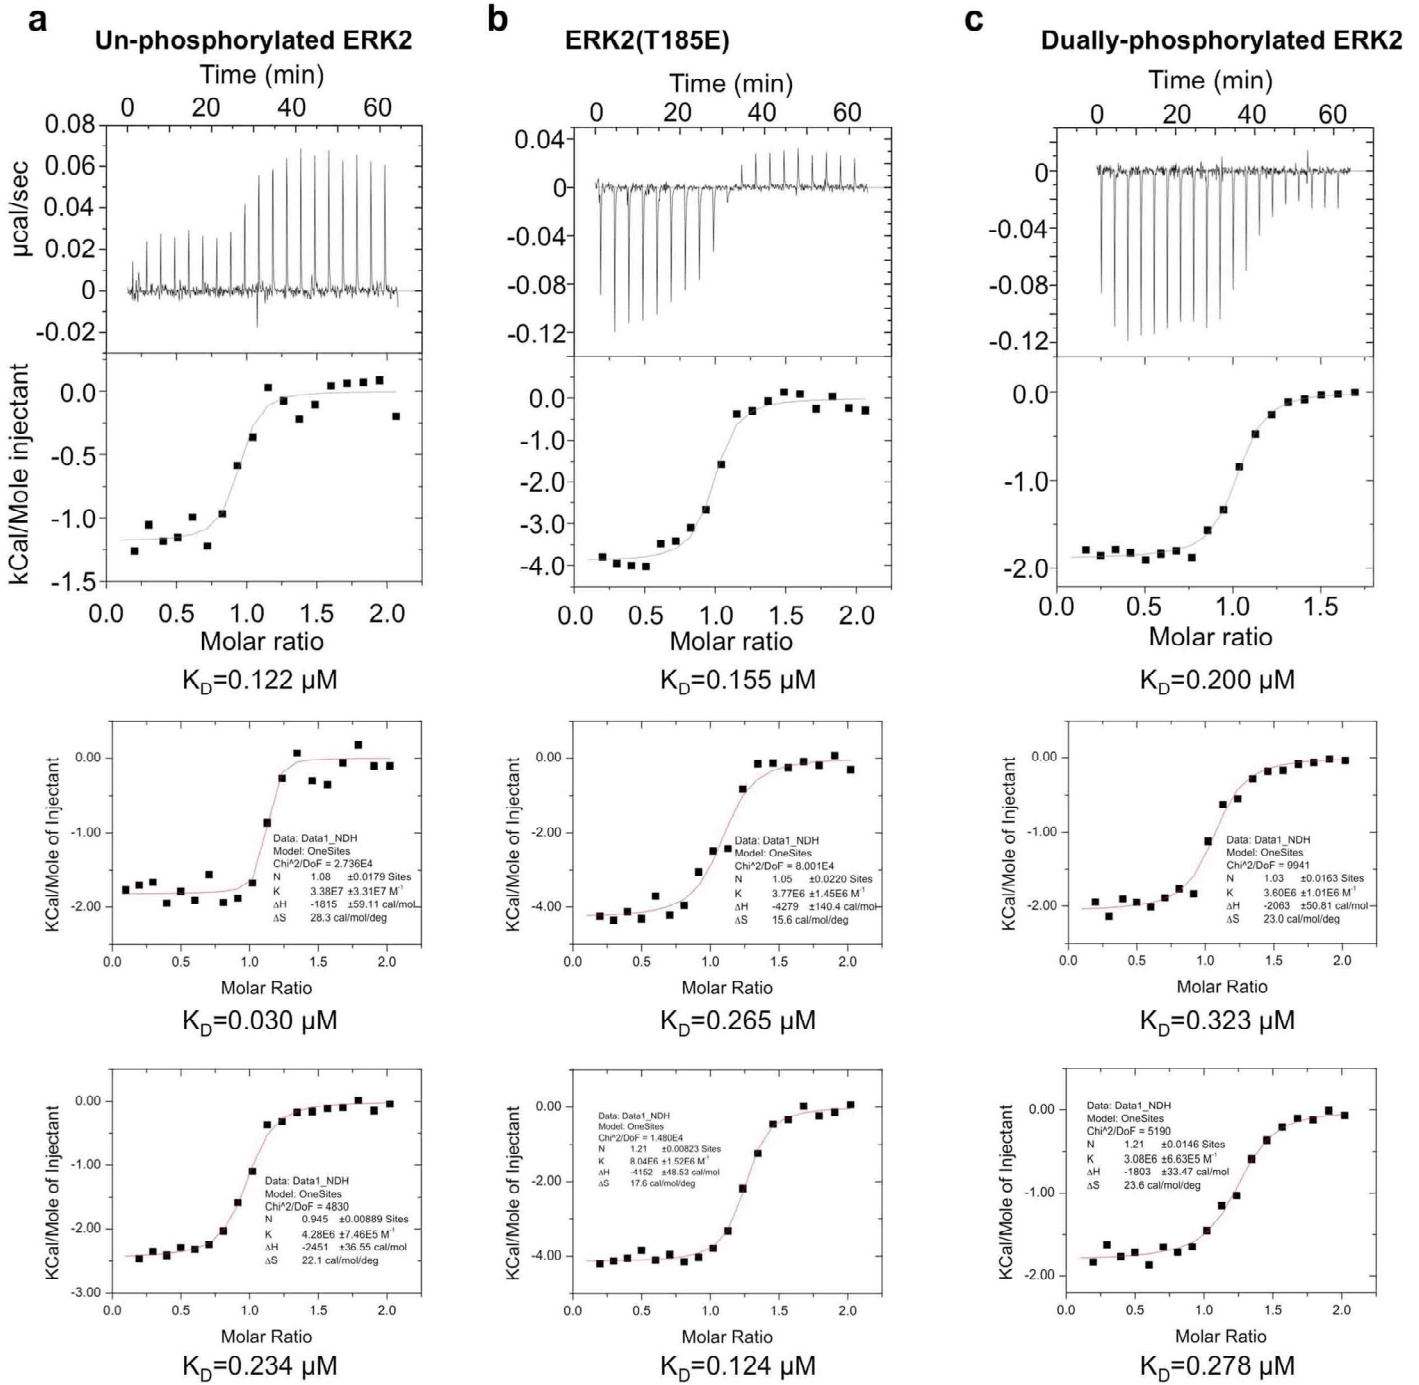 a
Un-phosphorylated ERK2
Time (min)
0 20 40 60
0.08
0.06
0.04
0.02
0
-0.02
µcal/sec
0.0
-0.5
-1.0
-1.5
kCal/Mole injectant
0.0 0.5 1.0 1.5 2.0
Molar ratio
KD=0.122 µM
0.00
-1.00
-2.00
KCal/Mole of Injectant
Data: Data1_NDH
Model: OneSites
Chi^2/DoF = 2.736E4
N 1.08 ±0.0179 Sites
K 3.38E7 ±3.31E7 M-1
ΔH -1815 ±59.11 cal/mol
ΔS 28.3 cal/mol/deg
0.0 0.5 1.0 1.5 2.0
Molar Ratio
KD=0.030 µM
0.00
-1.00
-2.00
-3.00
KCal/Mole of Injectant
Data: Data1_NDH
Model: OneSites
Chi^2/DoF = 4830
N 0.945 ±0.00889 Sites
K 4.28E6 ±7.46E5 M-1
ΔH -2451 ±36.55 cal/mol
ΔS 22.1 cal/mol/deg
0.0 0.5 1.0 1.5 2.0
Molar Ratio
KD=0.234 µM
b
ERK2(T185E)
Time (min)
0 20 40 60
0.04
0
-0.04
-0.08
-0.12
0.0
-1.0
-2.0
-3.0
-4.0
0.0 0.5 1.0 1.5 2.0
Molar ratio
KD=0.155 µM
0.00
-2.00
-4.00
KCal/Mole of Injectant
Data: Data1_NDH
Model: OneSites
Chi^2/DoF = 8.001E4
N 1.05 ±0.0220 Sites
K 3.77E6 ±1.45E6 M-1
ΔH -4279 ±140.4 cal/mol
ΔS 15.6 cal/mol/deg
0.0 0.5 1.0 1.5 2.0
Molar Ratio
KD=0.265 µM
0.00
-2.00
-4.00
KCal/Mole of Injectant
Data: Data1_NDH
Model: OneSites
Chi^2/DoF = 1.480E4
N 1.21 ±0.00823 Sites
K 8.04E6 ±1.52E6 M-1
ΔH -4152 ±48.53 cal/mol
ΔS 17.6 cal/mol/deg
0.0 0.5 1.0 1.5 2.0
Molar Ratio
KD=0.124 µM
c
Dually-phosphorylated ERK2
Time (min)
0 20 40 60
0
-0.04
-0.08
-0.12
0.0
-1.0
-2.0
0.0 0.5 1.0 1.5
Molar ratio
KD=0.200 µM
0.00
-1.00
-2.00
KCal/Mole of Injectant
Data: Data1_NDH
Model: OneSites
Chi^2/DoF = 9941
N 1.03 ±0.0163 Sites
K 3.60E6 ±1.01E6 M-1
ΔH -2063 ±50.81 cal/mol
ΔS 23.0 cal/mol/deg
0.0 0.5 1.0 1.5 2.0
Molar Ratio
KD=0.323 µM
0.00
-1.00
-2.00
KCal/Mole of Injectant
Data: Data1_NDH
Model: OneSites
Chi^2/DoF = 5190
N 1.21 ±0.0146 Sites
K 3.08E6 ±6.63E5 M-1
ΔH -1803 ±33.47 cal/mol
ΔS 23.6 cal/mol/deg
0.0 0.5 1.0 1.5 2.0
Molar Ratio
KD=0.278 µM